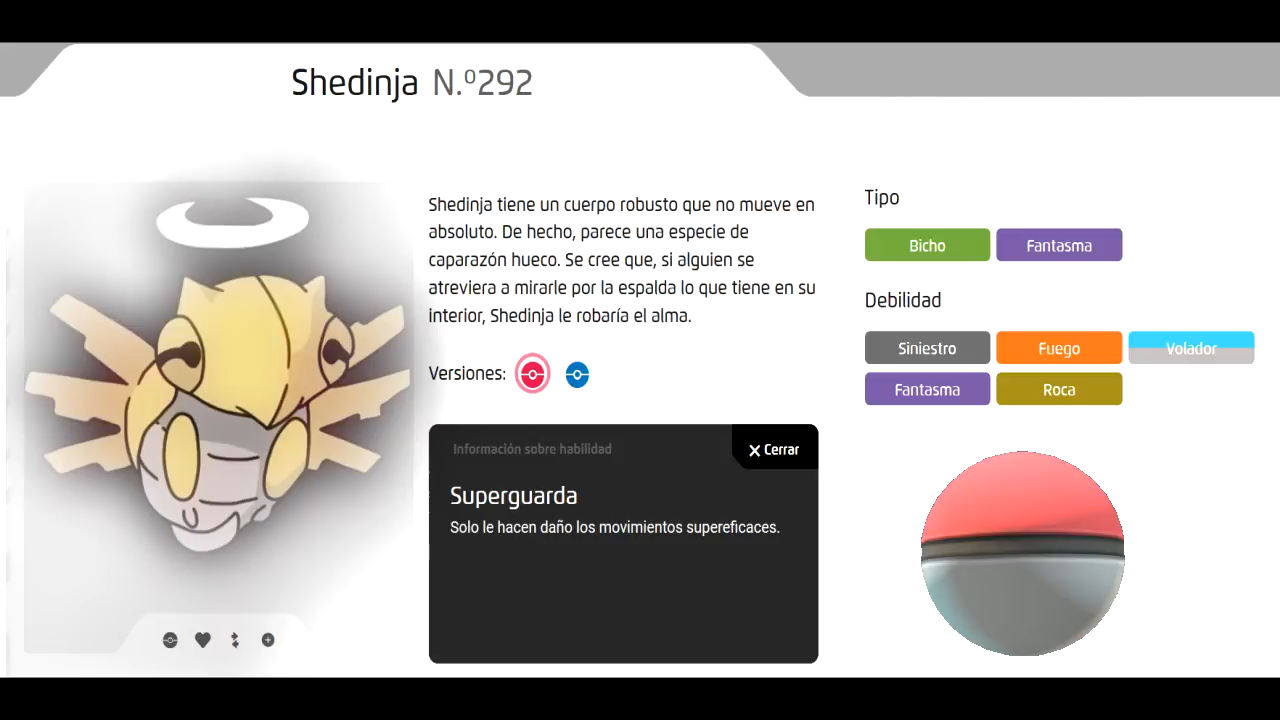 Shedinja N.º292
Shedinja tiene un cuerpo robusto que no mueve en
absoluto. De hecho, parece una especie de
caparazón hueco. Se cree que, si alguien se
atreviera a mirarle por la espalda lo que tiene en su
interior, Shedinja le robaría el alma.
Versiones:
Información sobre habilidad
Cerrar
Superguarda
Solo le hacen daño los movimientos supereficaces.
Tipo
Bicho Fantasma
Debilidad
Siniestro Fuego Volador
Fantasma Roca